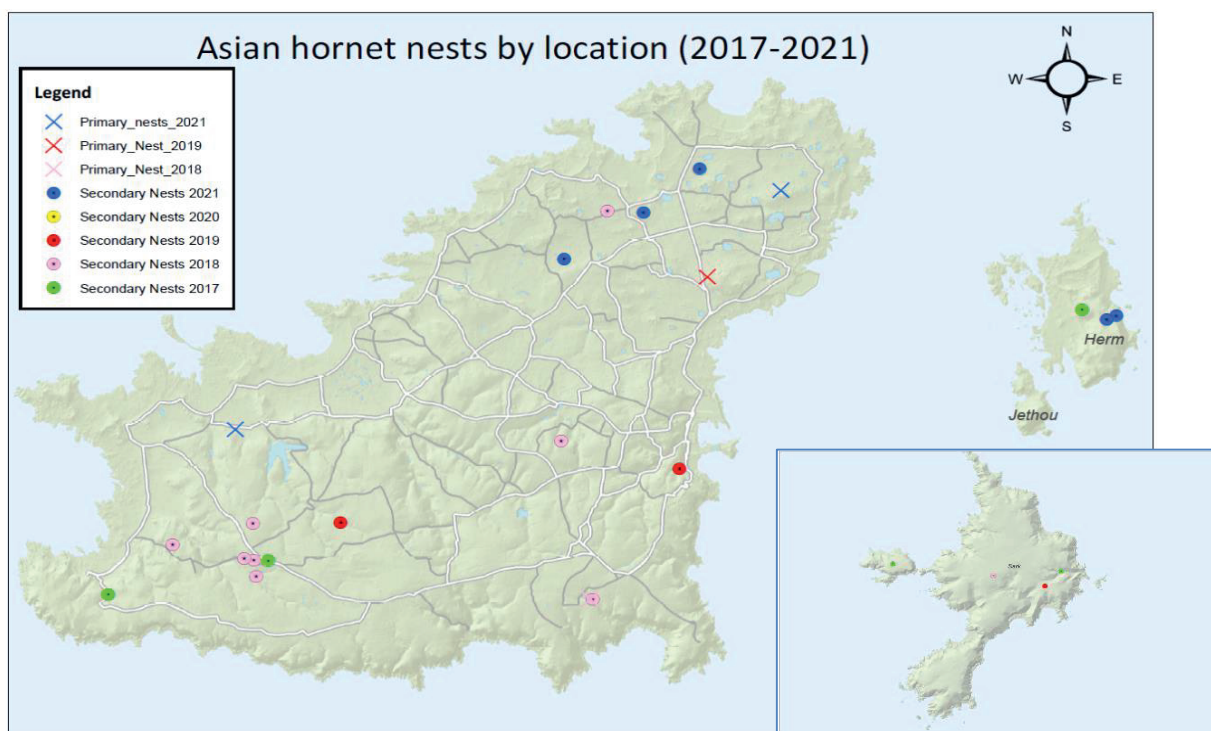 Asian hornet nests by location (2017-2021)
N
W
E
S
Legend
Primary_nests_2021
Primary_Nest_2019
Primary_Nest_2018
Secondary Nests 2021
Secondary Nests 2020
Secondary Nests 2019
Secondary Nests 2018
Secondary Nests 2017
Herm
Jethou
Sark